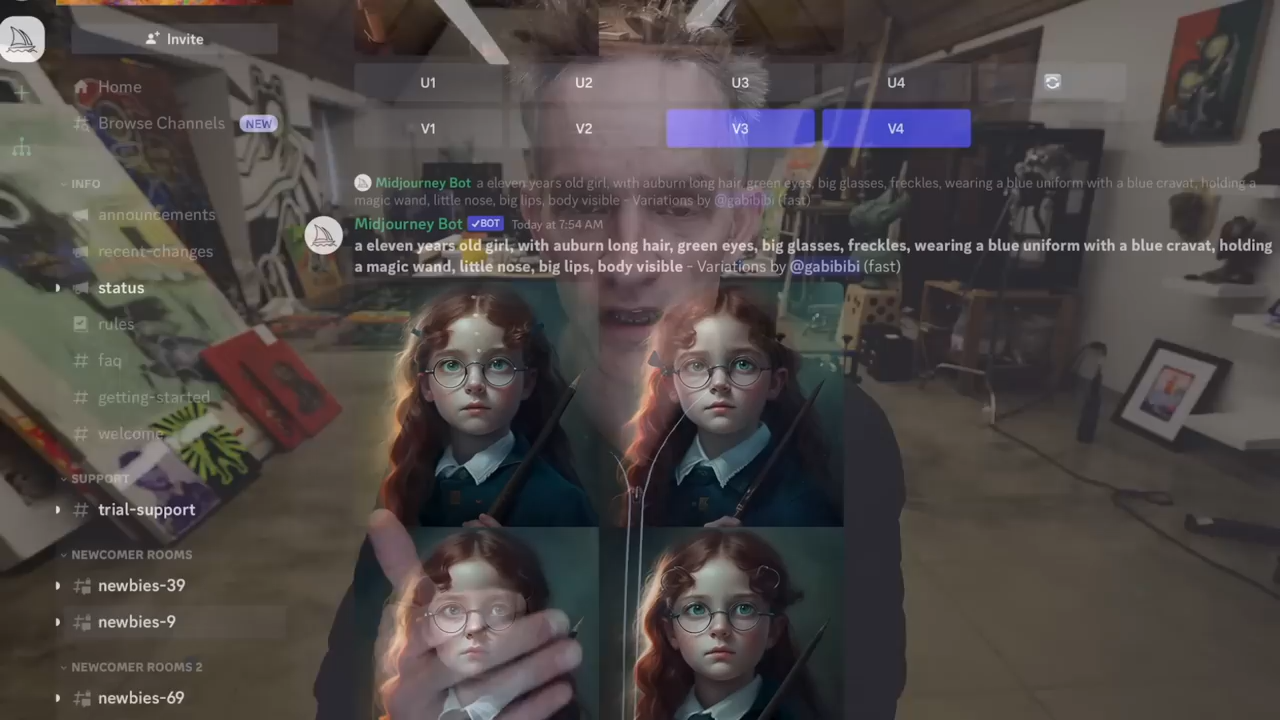 Invite
U1 U2 U3 U4
Home
Browse Channels NEW
V1 V2 V3 V4
INFO
Midjourney Bot a eleven years old girl, with auburn long hair, green eyes, big glasses, freckles, wearing a blue uniform with a blue cravat, holding a
magic wand, little nose, big lips, body visible - Variations by @gabibibi (fast)
announcements
Midjourney Bot ✓BOT Today at 7:54 AM
a eleven years old girl, with auburn long hair, green eyes, big glasses, freckles, wearing a blue uniform with a blue cravat, holding
a magic wand, little nose, big lips, body visible - Variations by @gabibibi (fast)
recent-changes
status
rules
faq
getting-started
welcome
SUPPORT
trial-support
NEWCOMER ROOMS
newbies-39
newbies-9
NEWCOMER ROOMS 2
newbies-69